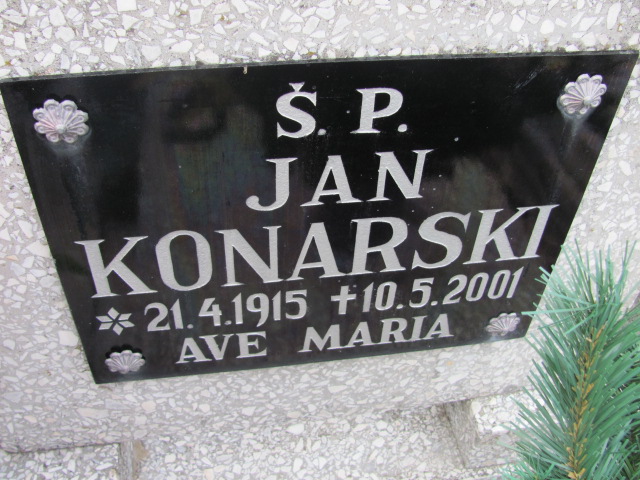 Š. P.
JAN
KONARSKI
* 21.4.1915 ✝ 10.5.2001
AVE MARIA